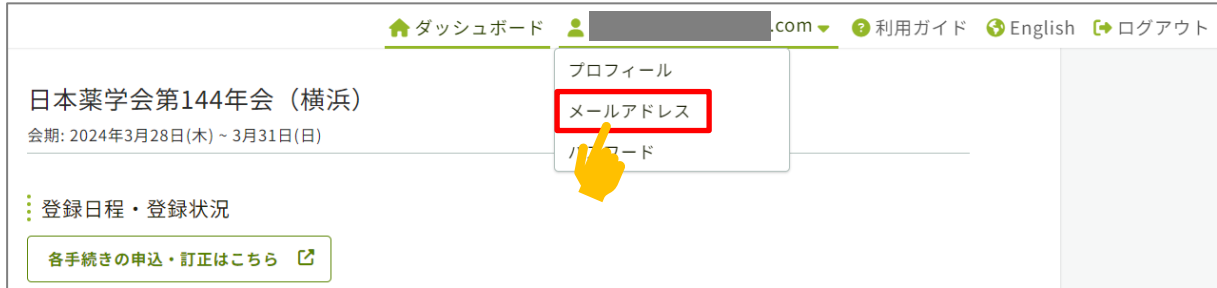 ダッシュボード .com 利用ガイド English ログアウト
プロフィール
メールアドレス
パスワード
日本薬学会第144年会（横浜）
会期: 2024年3月28日(木) ~ 3月31日(日)
登録日程・登録状況
各手続きの申込・訂正はこちら